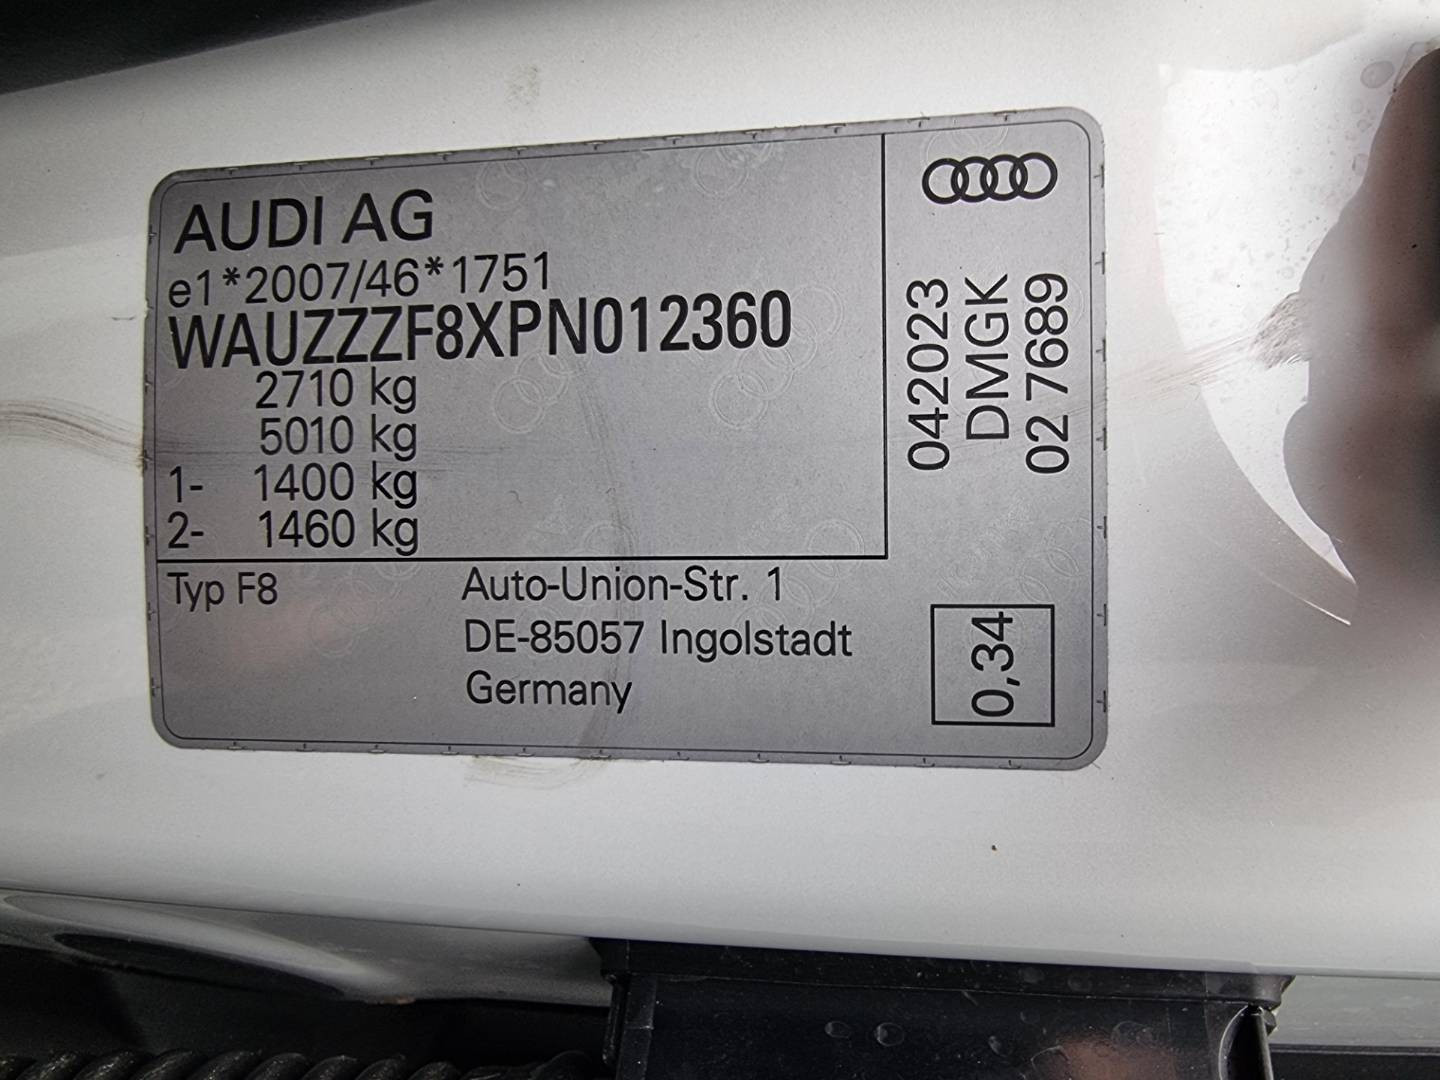 AUDI AG
e1*2007/46*1751
WAUZZZF8XPN012360
2710 kg
5010 kg
1- 1400 kg
2- 1460 kg
Typ F8
Auto-Union-Str. 1
DE-85057 Ingolstadt
Germany
042023
DMGK
02 7689
0,34